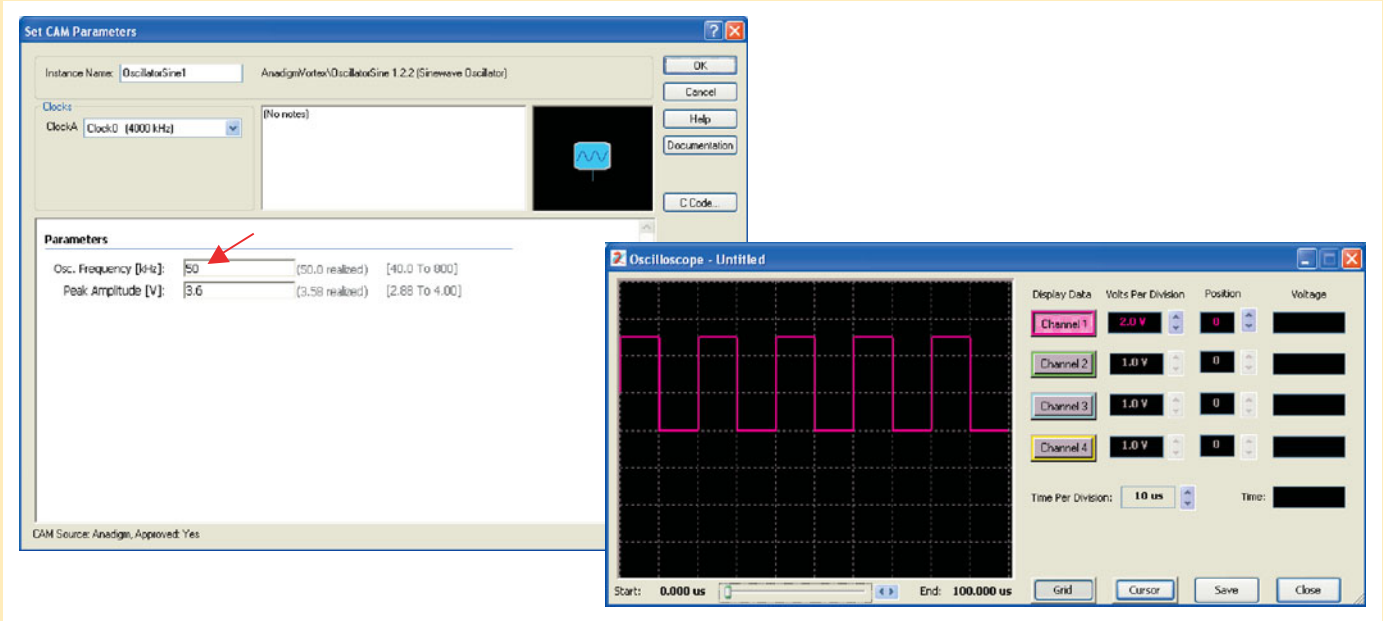 Set CAM Parameters
Instance Name: OscillatorSine1
AnadigmVortex\OscillatorSine 1.2.2 (Sinewave Oscillator)
OK
Cancel
Help
Documentation
C Code...
Clocks
ClockA Clock0 (4000 kHz)
(No notes)
Parameters
Osc. Frequency [kHz]: 50 (50.0 realized) [40.0 To 800]
Peak Amplitude [V]: 3.6 (3.58 realized) [2.88 To 4.00]
CAM Source: Anadigm, Approved: Yes
Oscilloscope - Untitled
Display Data Volts Per Division Position Voltage
Channel 1 2.0 V 0
Channel 2 1.0 V 0
Channel 3 1.0 V 0
Channel 4 1.0 V 0
Time Per Division: 10 us Time:
Start: 0.000 us End: 100.000 us
Grid Cursor Save Close